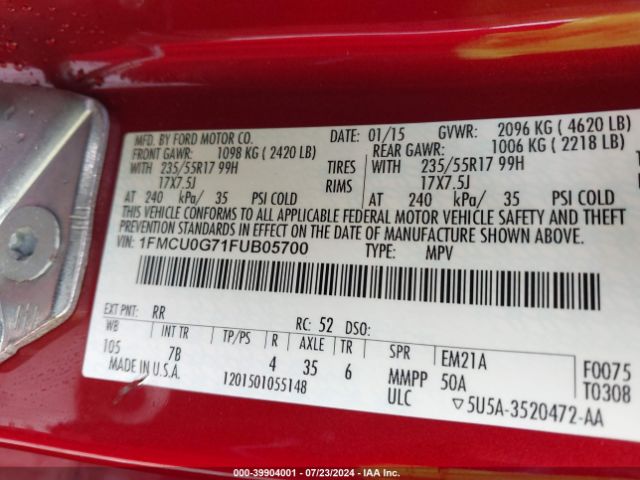 MFD. BY FORD MOTOR CO. DATE: 01/15 GVWR: 2096 KG ( 4620 LB)
FRONT GAWR: 1098 KG ( 2420 LB) REAR GAWR: 1006 KG ( 2218 LB)
WITH 235/55R17 99H TIRES WITH 235/55R17 99H
17X7.5J RIMS 17X7.5J
AT 240 kPa/ 35 PSI COLD AT 240 kPa/ 35 PSI COLD
THIS VEHICLE CONFORMS TO ALL APPLICABLE FEDERAL MOTOR VEHICLE SAFETY AND THEFT
PREVENTION STANDARDS IN EFFECT ON THE DATE OF MANUFACTURE SHOWN ABOVE.
VIN: 1FMCU0G71FUB05700 TYPE: MPV
EXT PNT: RR RC: 52 DSO:
WB INT TR TP/PS R AXLE TR SPR EM21A F0075
105 7B 4 35 6 MMPP 50A T0308
MADE IN U.S.A. 1201501055148 ULC ▽5U5A-3520472-AA
000-39904001 - 07/23/2024 - IAA Inc.